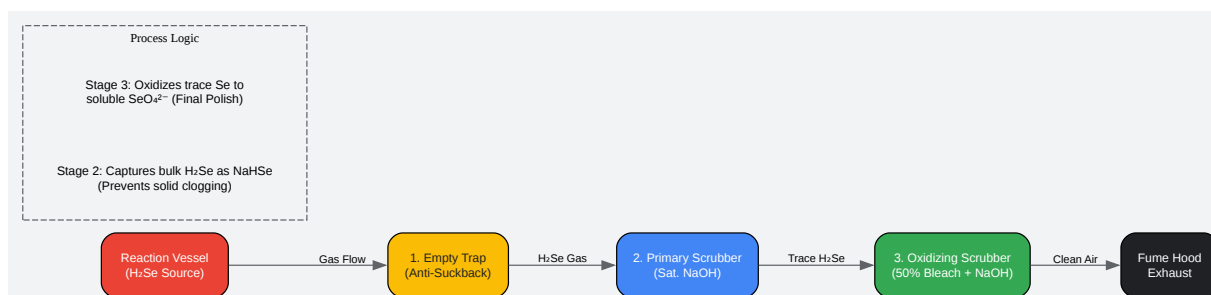 Process Logic
Stage 3: Oxidizes trace Se to
soluble SeO₄²⁻ (Final Polish)
Stage 2: Captures bulk H₂Se as NaHSe
(Prevents solid clogging)
Reaction Vessel
(H₂Se Source)
Gas Flow
1. Empty Trap
(Anti-Suckback)
H₂Se Gas
2. Primary Scrubber
(Sat. NaOH)
Trace H₂Se
3. Oxidizing Scrubber
(50% Bleach + NaOH)
Clean Air
Fume Hood
Exhaust